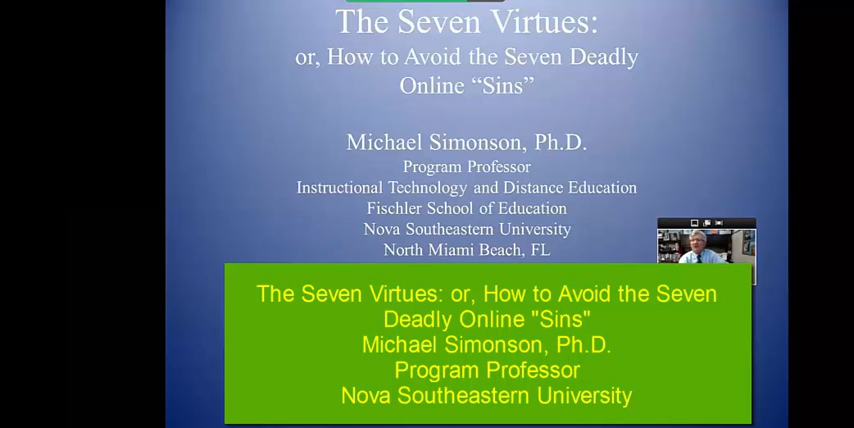 The Seven Virtues:
or, How to Avoid the Seven Deadly
Online “Sins”
Michael Simonson, Ph.D.
Program Professor
Instructional Technology and Distance Education
Fischler School of Education
Nova Southeastern University
North Miami Beach, FL
The Seven Virtues: or, How to Avoid the Seven
Deadly Online "Sins"
Michael Simonson, Ph.D.
Program Professor
Nova Southeastern University